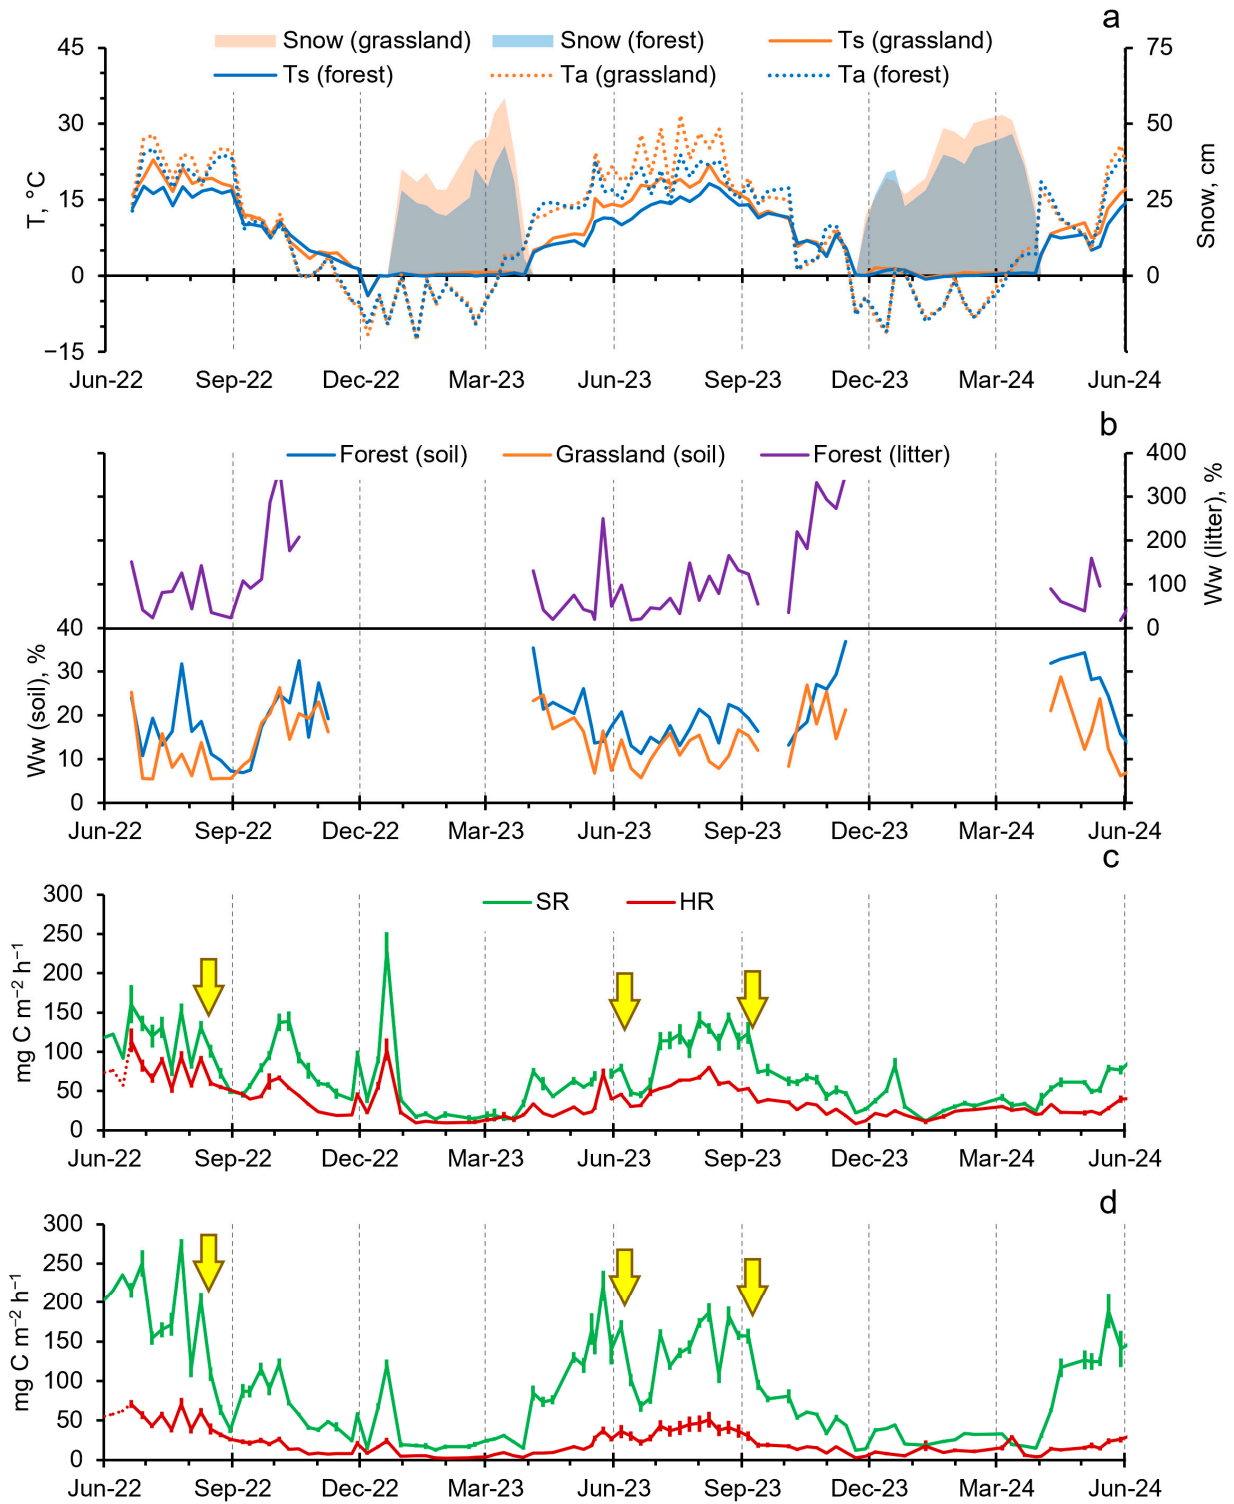 a
Snow (grassland) Snow (forest) Ts (grassland)
Ts (forest) Ta (grassland) Ta (forest)
45 75
30 50
15 25
0 0
−15
T, °C
Snow, cm
Jun-22 Sep-22 Dec-22 Mar-23 Jun-23 Sep-23 Dec-23 Mar-24 Jun-24
b
Forest (soil) Grassland (soil) Forest (litter)
400
300
200
100
40 0
30
20
10
0
Ww (soil), %
Ww (litter), %
Jun-22 Sep-22 Dec-22 Mar-23 Jun-23 Sep-23 Dec-23 Mar-24 Jun-24
c
SR HR
300
250
200
150
100
50
0
mg C m⁻² h⁻¹
Jun-22 Sep-22 Dec-22 Mar-23 Jun-23 Sep-23 Dec-23 Mar-24 Jun-24
d
300
250
200
150
100
50
0
mg C m⁻² h⁻¹
Jun-22 Sep-22 Dec-22 Mar-23 Jun-23 Sep-23 Dec-23 Mar-24 Jun-24